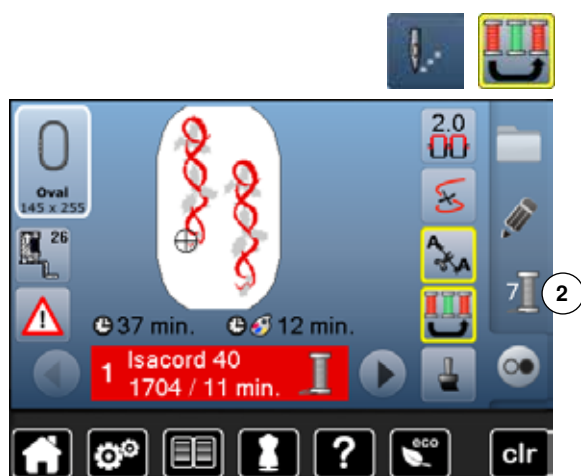 2.0
Oval
145 x 255
26
A
A
7
2
37 min.
12 min.
1
Isacord 40
1704 / 11 min.
?
eco
clr